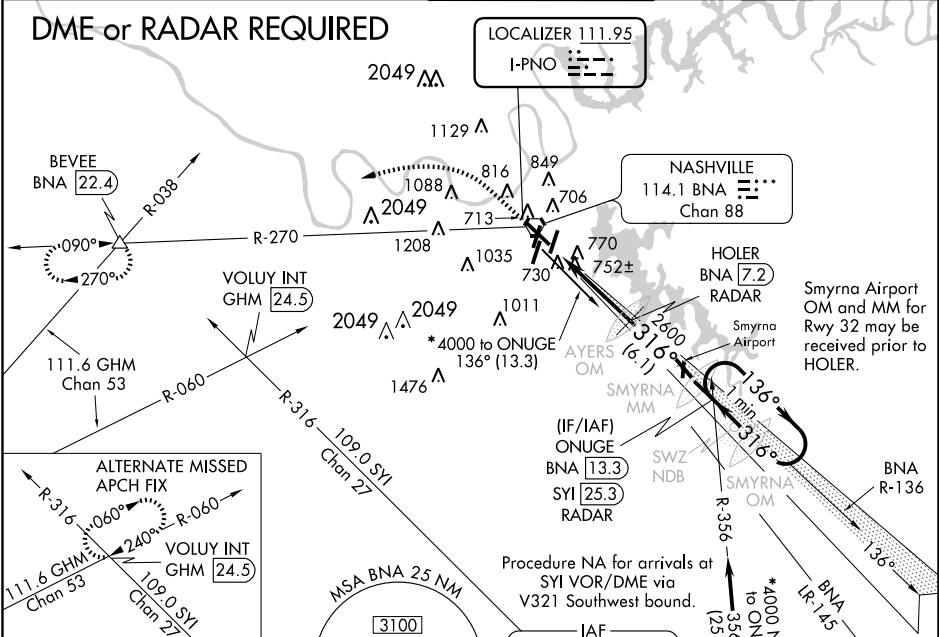 DME or RADAR REQUIRED
LOCALIZER 111.95
I-PNO
2049
1129
BEVEE
BNA 22.4
R-038
1088
816
849
706
NASHVILLE
114.1 BNA
Chan 88
2049
713
090°
270°
R-270
1208
1035
730
770
752±
HOLER
BNA 7.2
RADAR
VOLUY INT
GHM 24.5
2049
2049
1011
*4000 to ONUGE
136° (13.3)
2600
316°
(6.1)
Smyrna
Airport
Smyrna Airport
OM and MM for
Rwy 32 may be
received prior to
HOLER.
111.6 GHM
Chan 53
R-060
1476
AYERS
OM
SMYRNA
MM
136°
1 min
316°
R-316
109.0 SYI
Chan 27
(IF/IAF)
ONUGE
BNA 13.3
SYI 25.3
RADAR
SWZ
NDB
SMYRNA
OM
BNA
R-136
136°
R-356
ALTERNATE MISSED
APCH FIX
R-316
060°
R-060
240°
VOLUY INT
GHM 24.5
111.6 GHM
Chan 53
109.0 SYI
Chan 27
MSA BNA 25 NM
3100
Procedure NA for arrivals at
SYI VOR/DME via
V321 Southwest bound.
IAF
*4000 N
to ON
35
(25
BNA
LR-145